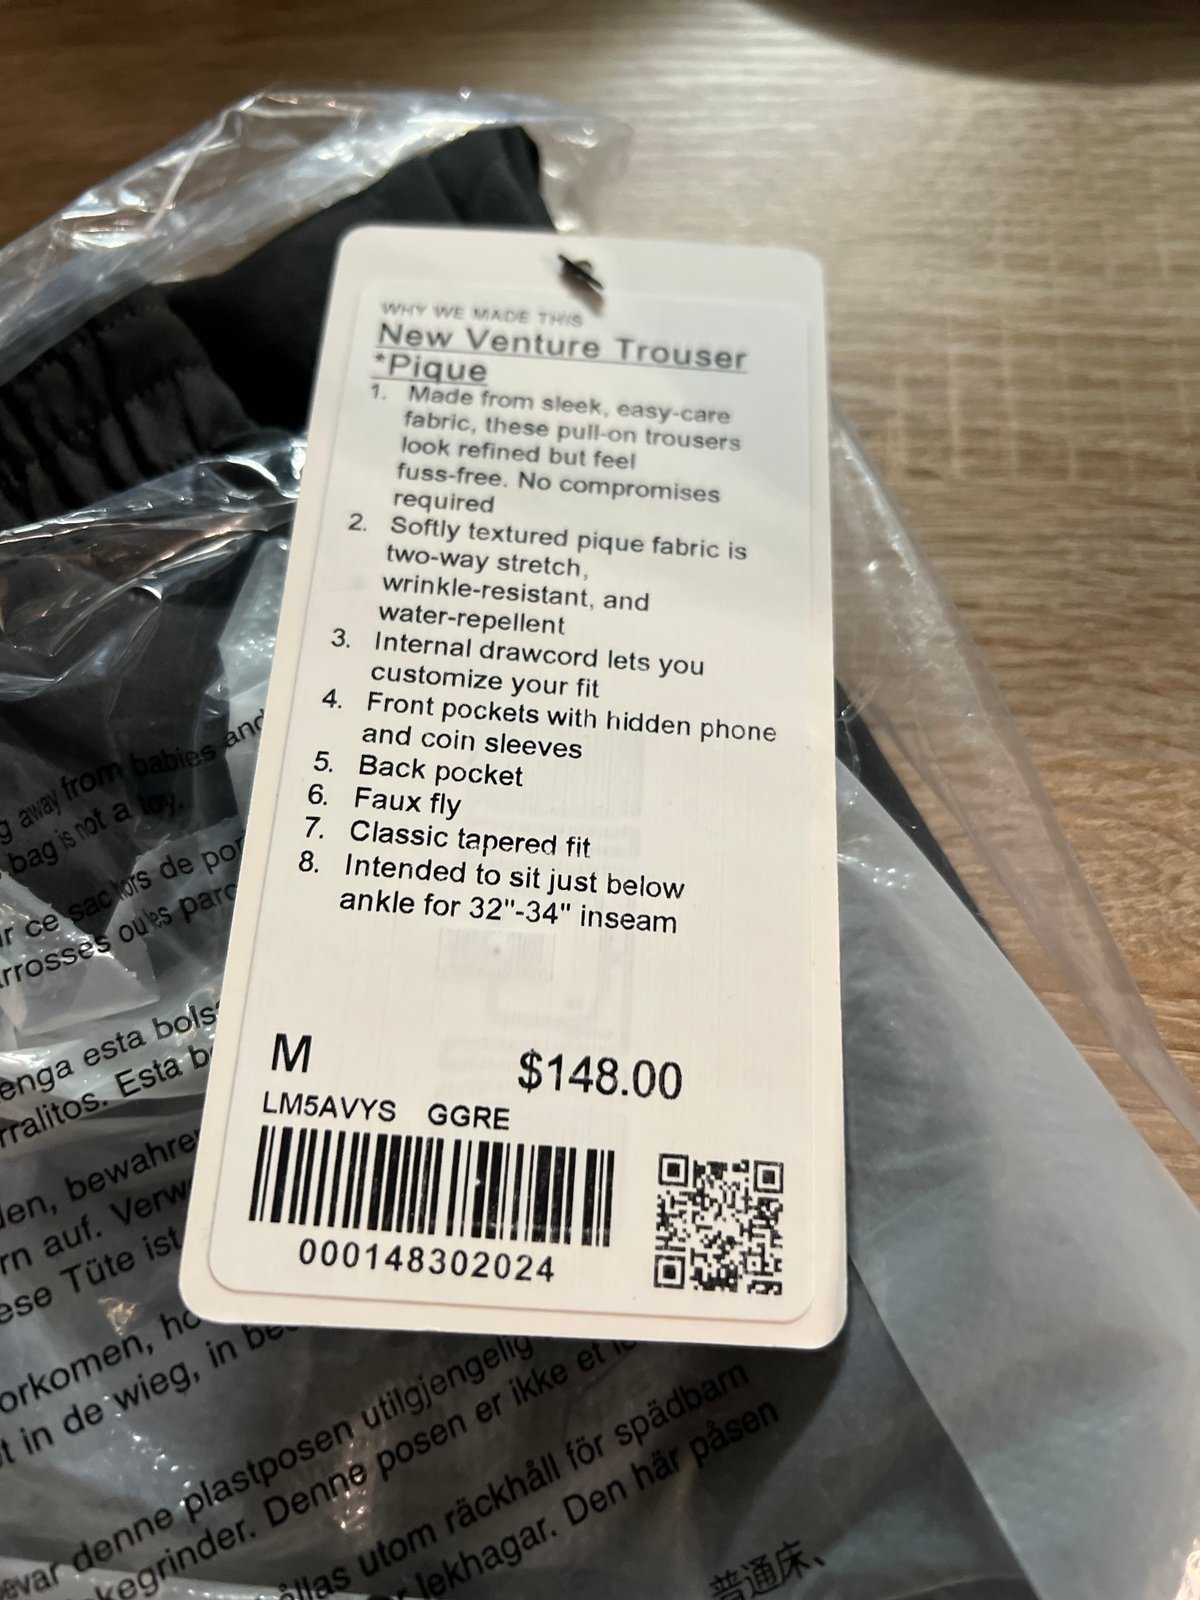 WHY WE MADE THIS
New Venture Trouser
*Pique
1. Made from sleek, easy-care
fabric, these pull-on trousers
look refined but feel
fuss-free. No compromises
required
2. Softly textured pique fabric is
two-way stretch,
wrinkle-resistant, and
water-repellent
3. Internal drawcord lets you
customize your fit
4. Front pockets with hidden phone
and coin sleeves
5. Back pocket
6. Faux fly
7. Classic tapered fit
8. Intended to sit just below
ankle for 32"-34" inseam
M $148.00
LM5AVYS GGRE
000148302024
away from babies and
bag is not a toy.
ce sac hors de
ou les parc
enga esta bols
rralitos. Esta b
den, bewahren
rn auf. Verw
ese Tüte ist
orkomen, ho
t in de wieg, in be
evar denne plastposen utilgjengelig
kegrinder. Denne posen er ikke et le
ållas utom räckhåll för spädbarn
lekhagar. Den här påsen
普通床、